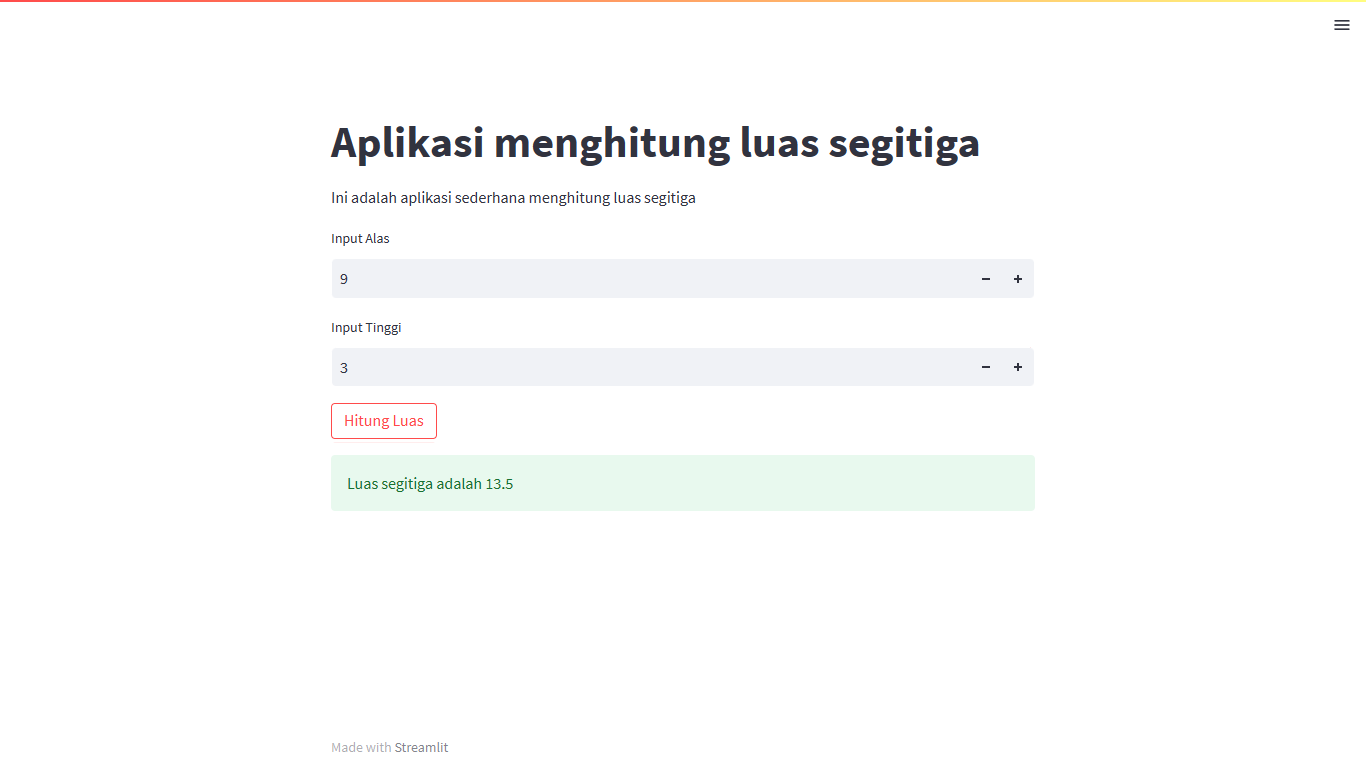 Aplikasi menghitung luas segitiga
Ini adalah aplikasi sederhana menghitung luas segitiga
Input Alas
9
Input Tinggi
3
Hitung Luas
Luas segitiga adalah 13.5
Made with Streamlit